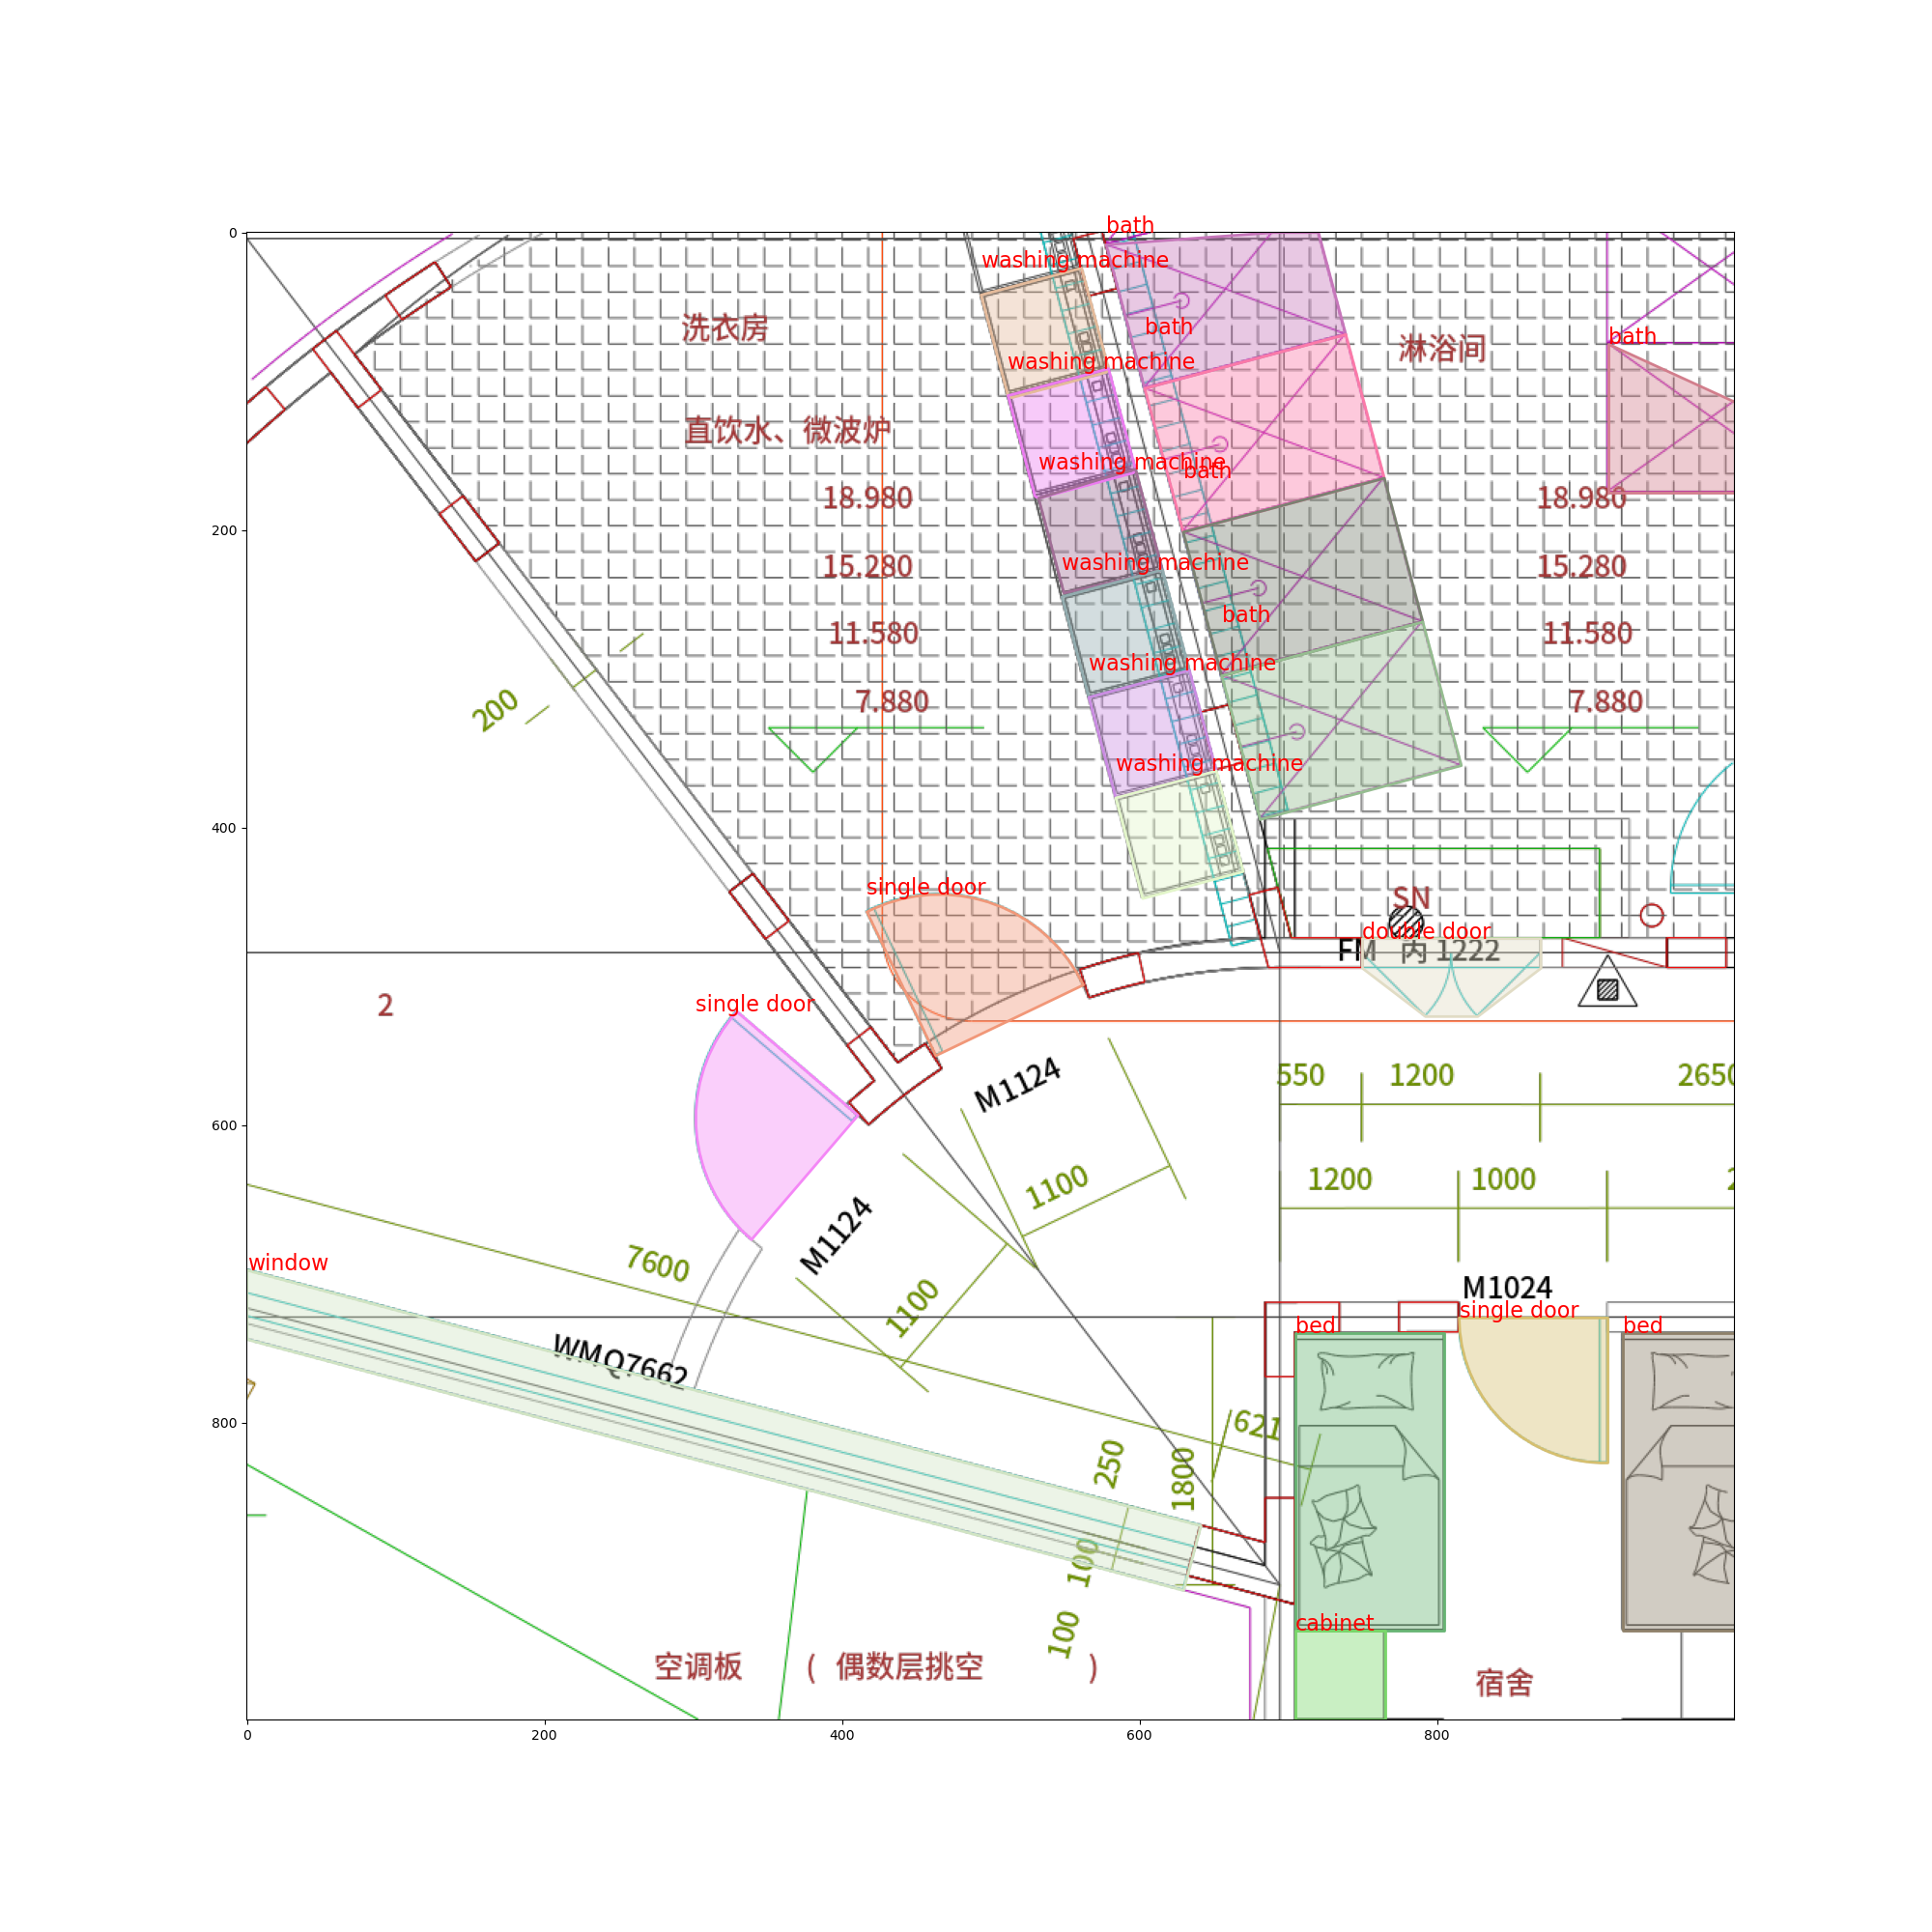 0
bath
washing machine
洗衣房
bath
淋浴间
bath
washing machine
直饮水、微波炉
washing machine
bath
18.980
18.980
200
15.280
washing machine
15.280
11.580
bath
11.580
washing machine
7.880
7.880
200
washing machine
400
single door
SN
double door
FM 内 1222
2
single door
M1124
550
1200
2650
600
1100
1200
1000
M1124
window
7600
1100
M1024
single door
bed
bed
WMQ7662
621
250
1800
800
100
100
cabinet
空调板 ( 偶数层挑空 )
宿舍
0
200
400
600
800